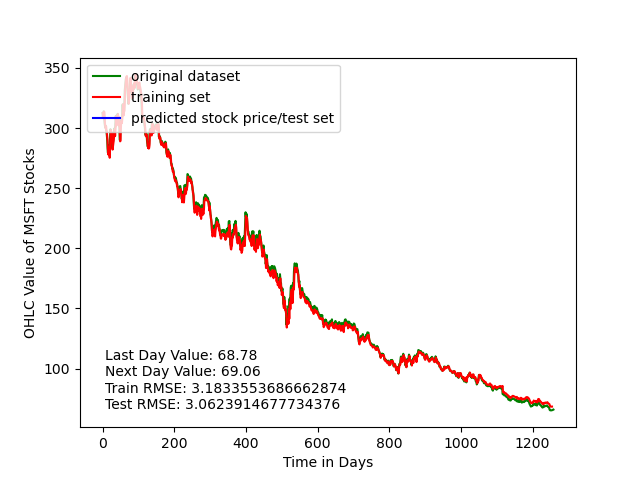 original dataset
training set
predicted stock price/test set
350
300
250
200
150
100
OHLC Value of MSFT Stocks
Last Day Value: 68.78
Next Day Value: 69.06
Train RMSE: 3.1833553686662874
Test RMSE: 3.0623914677734376
0 200 400 600 800 1000 1200
Time in Days